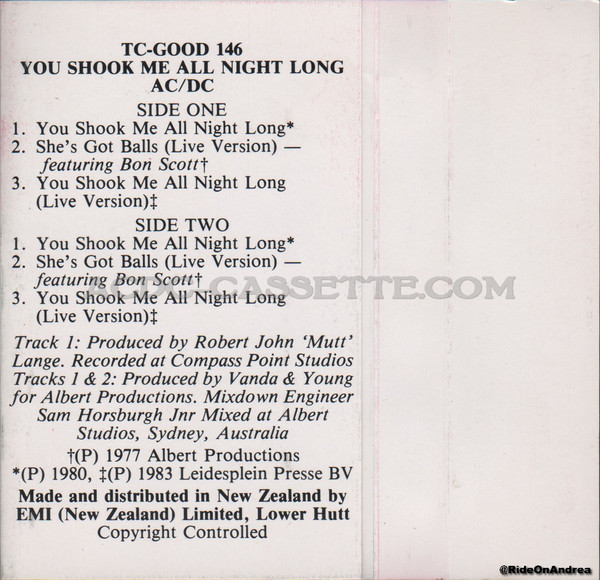 TC-GOOD 146
YOU SHOOK ME ALL NIGHT LONG
AC/DC
SIDE ONE
1. You Shook Me All Night Long*
2. She's Got Balls (Live Version) —
featuring Bon Scott†
3. You Shook Me All Night Long
(Live Version)‡
SIDE TWO
1. You Shook Me All Night Long*
2. She's Got Balls (Live Version) —
featuring Bon Scott†
ACDC-CASSETTE.COM
3. You Shook Me All Night Long
(Live Version)‡
Track 1: Produced by Robert John 'Mutt'
Lange. Recorded at Compass Point Studios
Tracks 1 & 2: Produced by Vanda & Young
for Albert Productions. Mixdown Engineer
Sam Horsburgh Jnr Mixed at Albert
Studios, Sydney, Australia
†(P) 1977 Albert Productions
*(P) 1980, ‡(P) 1983 Leidesplein Presse BV
Made and distributed in New Zealand by
EMI (New Zealand) Limited, Lower Hutt
Copyright Controlled
@RideOnAndrea